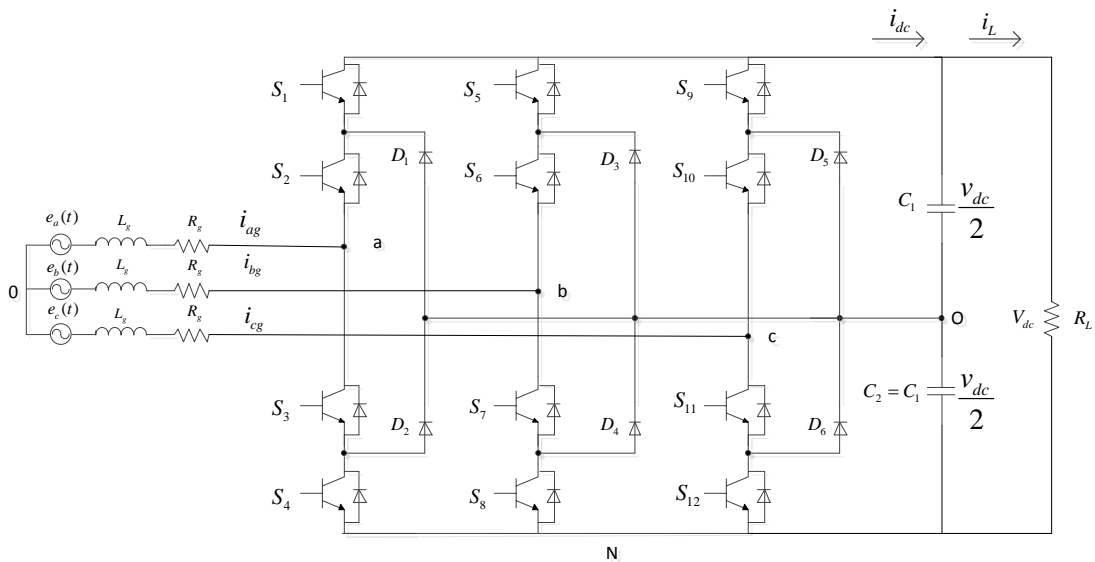 i_dc i_L
S_1 S_5 S_9
D_1 D_3 D_5
S_2 S_6 S_10
C_1 v_dc/2
e_a(t) L_g R_g i_ag a
e_b(t) L_g R_g i_bg b
0
e_c(t) L_g R_g i_cg c
O
V_dc R_L
S_3 S_7 S_11
C_2 = C_1 v_dc/2
D_2 D_4 D_6
S_4 S_8 S_12
N